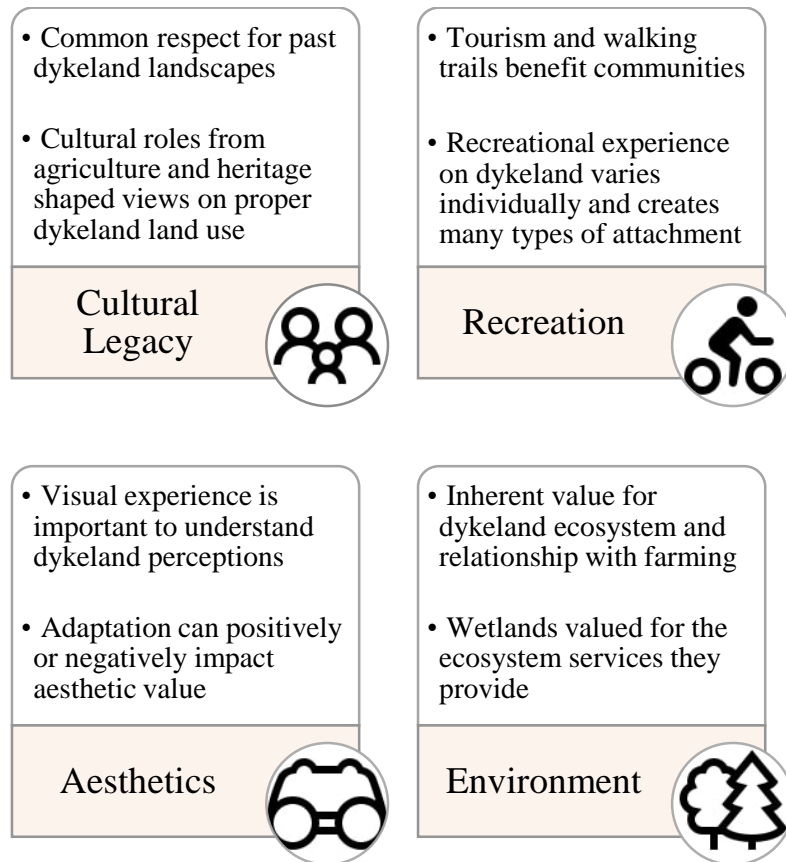 • Common respect for past
dykeland landscapes
• Cultural roles from
agriculture and heritage
shaped views on proper
dykeland land use
Cultural
Legacy
• Tourism and walking
trails benefit communities
• Recreational experience
on dykeland varies
individually and creates
many types of attachment
Recreation
• Visual experience is
important to understand
dykeland perceptions
• Adaptation can positively
or negatively impact
aesthetic value
Aesthetics
• Inherent value for
dykeland ecosystem and
relationship with farming
• Wetlands valued for the
ecosystem services they
provide
Environment